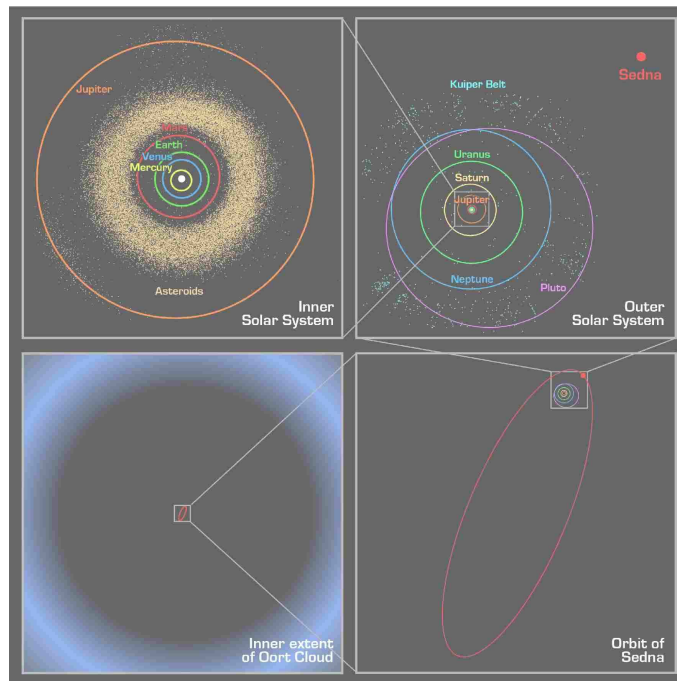 Jupiter
Mars
Earth
Venus
Mercury
Asteroids
Inner
Solar System
Kuiper Belt
Sedna
Uranus
Saturn
Jupiter
Neptune
Pluto
Outer
Solar System
Inner extent
of Oort Cloud
Orbit of
Sedna